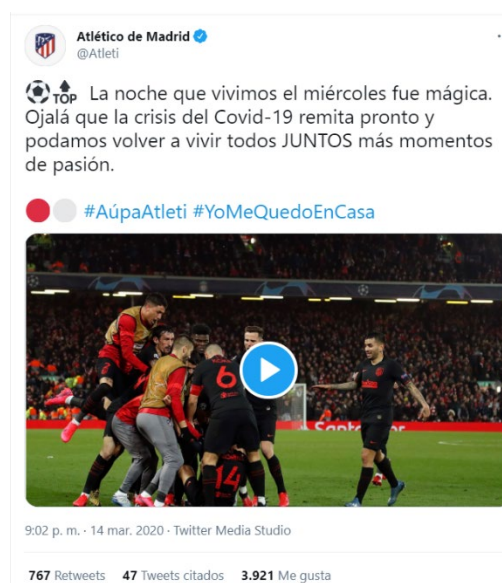 Atlético de Madrid
@Atleti
TOP La noche que vivimos el miércoles fue mágica.
Ojalá que la crisis del Covid-19 remita pronto y
podamos volver a vivir todos JUNTOS más momentos
de pasión.
#AúpaAtleti #YoMeQuedoEnCasa
6
14
9:02 p. m. · 14 mar. 2020 · Twitter Media Studio
767 Retweets 47 Tweets citados 3.921 Me gusta